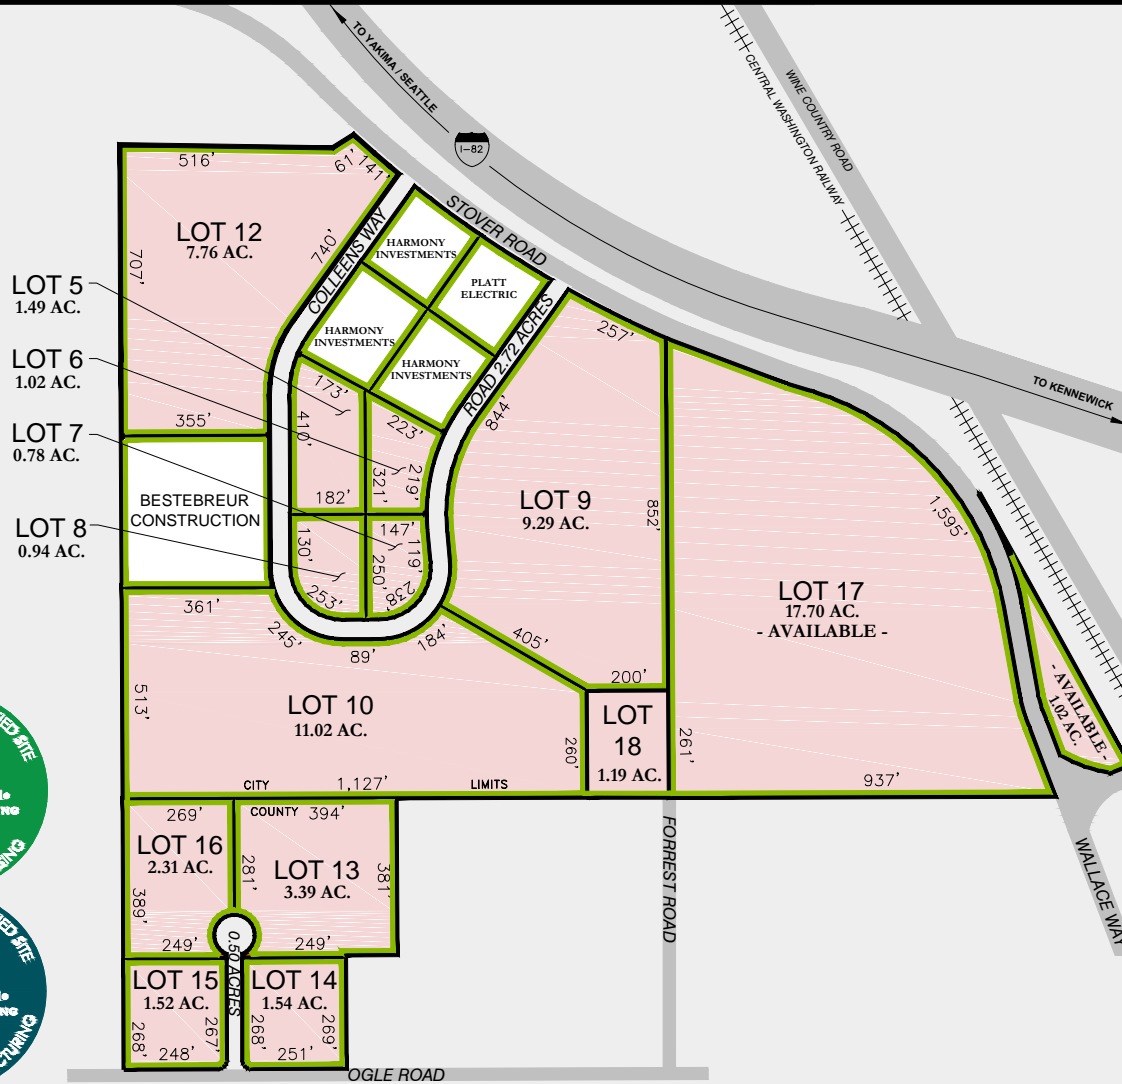 TO YAKIMA / SEATTLE
I-82
CENTRAL WASHINGTON RAILWAY
WINE COUNTRY ROAD
STOVER ROAD
TO KENNEWICK
516'
61'
141'
LOT 12
7.76 AC.
707'
740'
355'
COLLEENS WAY
HARMONY
INVESTMENTS
PLATT
ELECTRIC
HARMONY
INVESTMENTS
HARMONY
INVESTMENTS
ROAD 2.72 ACRES
LOT 5
1.49 AC.
LOT 6
1.02 AC.
LOT 7
0.78 AC.
LOT 8
0.94 AC.
173'
223'
410'
182'
321'
219'
147'
119'
130'
250'
253'
238'
BESTEBREUR
CONSTRUCTION
257'
844'
LOT 9
9.29 AC.
852'
405'
200'
1,595'
LOT 17
17.70 AC.
- AVAILABLE -
- AVAILABLE -
1.02 AC.
361'
245'
89'
184'
513'
LOT 10
11.02 AC.
260'
LOT
18
1.19 AC.
261'
937'
CITY
1,127'
LIMITS
COUNTY
269'
394'
LOT 16
2.31 AC.
281'
389'
249'
LOT 13
3.39 AC.
381'
249'
0.50 ACRES
LOT 15
1.52 AC.
268'
267'
248'
LOT 14
1.54 AC.
268'
269'
251'
FORREST ROAD
WALLACE WAY
OGLE ROAD
SITE
SITE